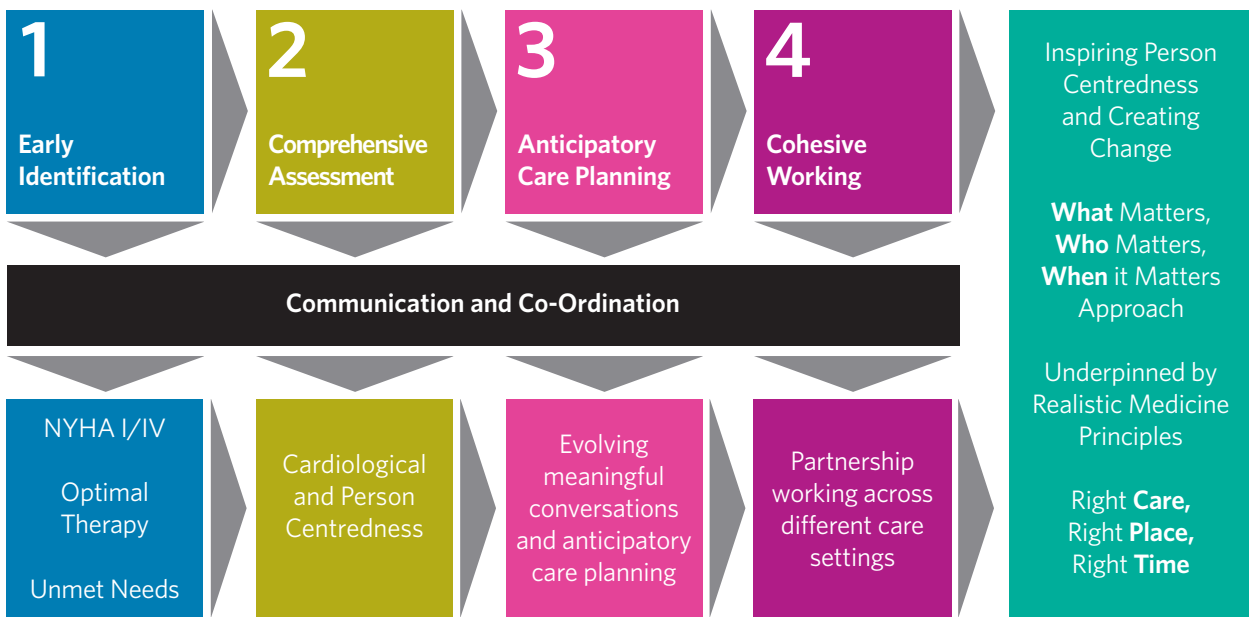 1
Early
Identification
2
Comprehensive
Assessment
3
Anticipatory
Care Planning
4
Cohesive
Working
Communication and Co-Ordination
NYHA I/IV
Optimal
Therapy
Unmet Needs
Cardiological
and Person
Centredness
Evolving
meaningful
conversations
and anticipatory
care planning
Partnership
working across
different care
settings
Inspiring Person
Centredness
and Creating
Change
What Matters,
Who Matters,
When it Matters
Approach
Underpinned by
Realistic Medicine
Principles
Right Care,
Right Place,
Right Time